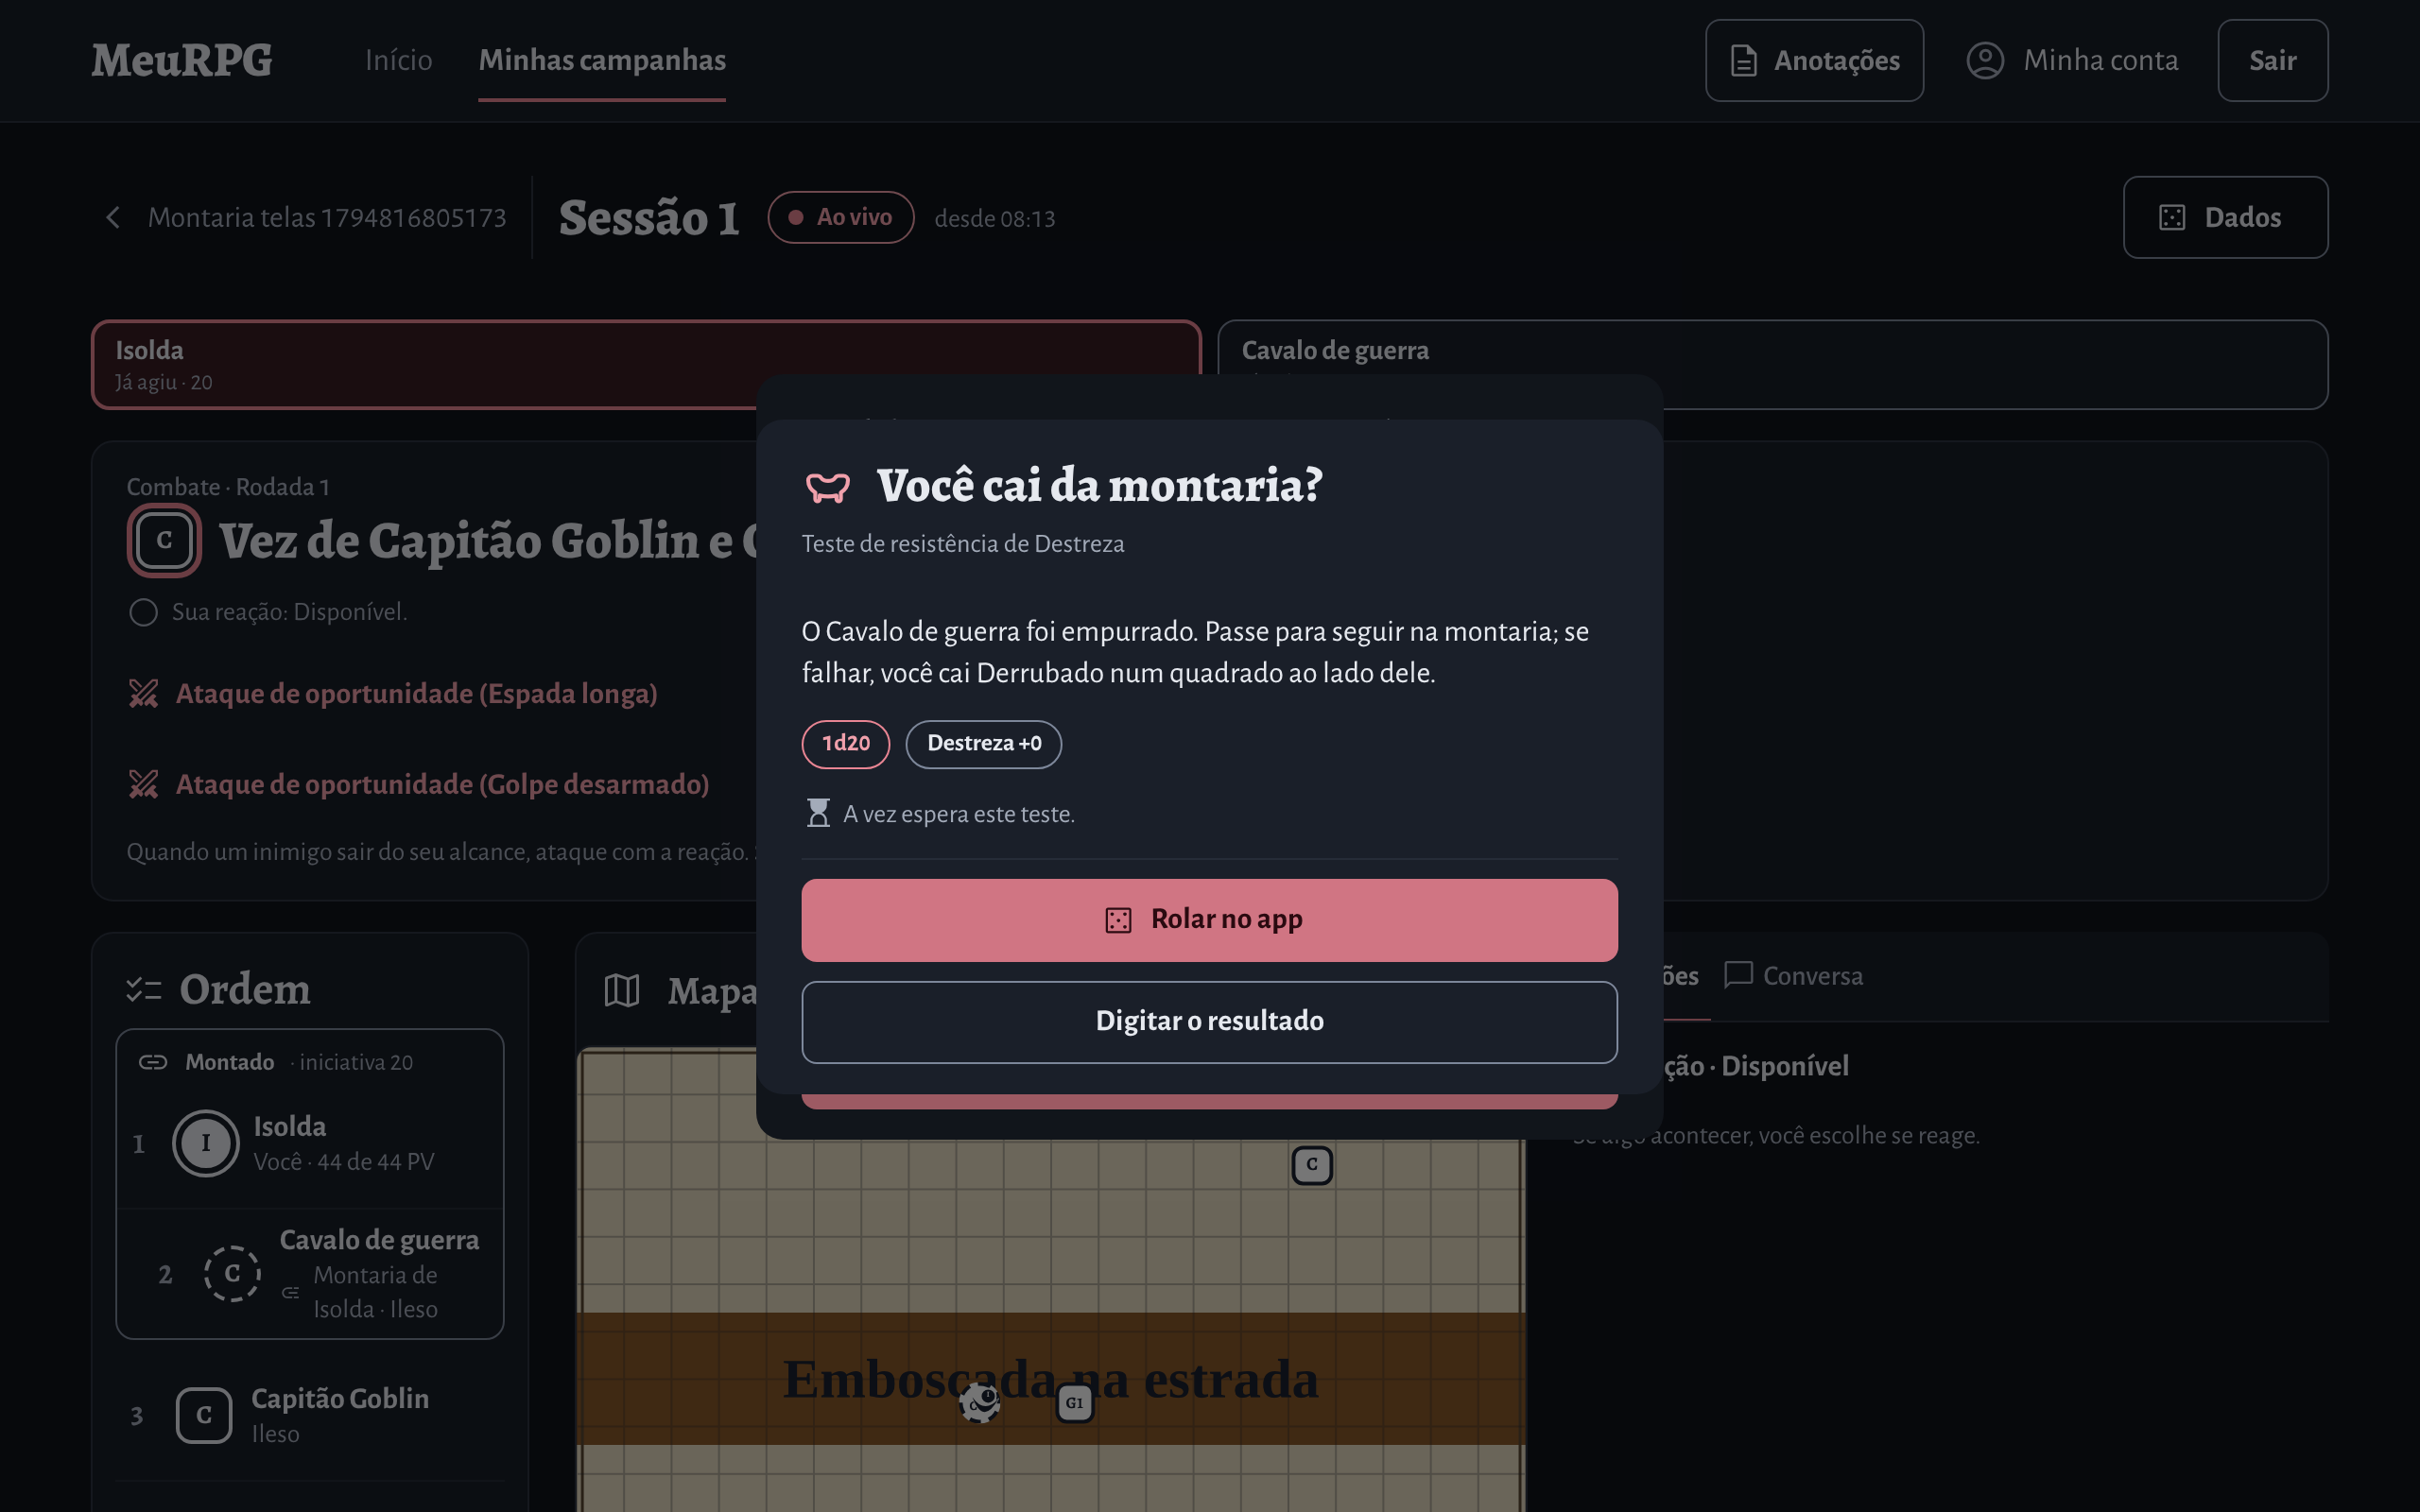 MeuRPG
Início
Minhas campanhas
Anotações
Minha conta
Sair
Montaria telas 1794816805173
Sessão 1
Ao vivo
desde 08:13
Dados
Isolda
Já agiu · 20
Cavalo de guerra
Combate · Rodada 1
C
Vez de Capitão Goblin e
Sua reação: Disponível.
Ataque de oportunidade (Espada longa)
Ataque de oportunidade (Golpe desarmado)
Quando um inimigo sair do seu alcance, ataque com a reação.
Você cai da montaria?
Teste de resistência de Destreza
O Cavalo de guerra foi empurrado. Passe para seguir na montaria; se
falhar, você cai Derrubado num quadrado ao lado dele.
1d20
Destreza +0
A vez espera este teste.
Rolar no app
Digitar o resultado
Ordem
Montado · iniciativa 20
1
I
Isolda
Você · 44 de 44 PV
2
C
Cavalo de guerra
Montaria de
Isolda · Ileso
3
C
Capitão Goblin
Ileso
Mapa
C
Emboscada na estrada
G1
ões
Conversa
ção · Disponível
Se algo acontecer, você escolhe se reage.